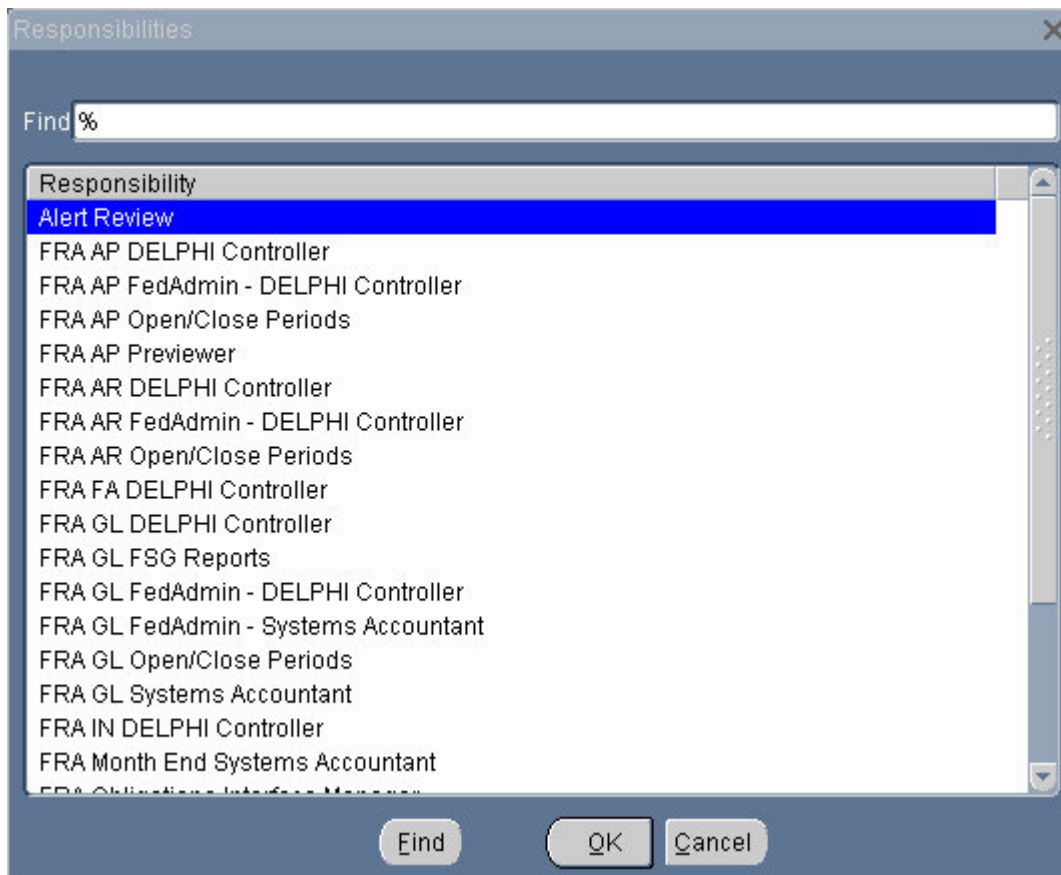 Responsibilities
Find %
Responsibility
Alert Review
FRA AP DELPHI Controller
FRA AP FedAdmin - DELPHI Controller
FRA AP Open/Close Periods
FRA AP Previewer
FRA AR DELPHI Controller
FRA AR FedAdmin - DELPHI Controller
FRA AR Open/Close Periods
FRA FA DELPHI Controller
FRA GL DELPHI Controller
FRA GL FSG Reports
FRA GL FedAdmin - DELPHI Controller
FRA GL FedAdmin - Systems Accountant
FRA GL Open/Close Periods
FRA GL Systems Accountant
FRA IN DELPHI Controller
FRA Month End Systems Accountant
FRA Obligations Interface Manager
Find OK Cancel